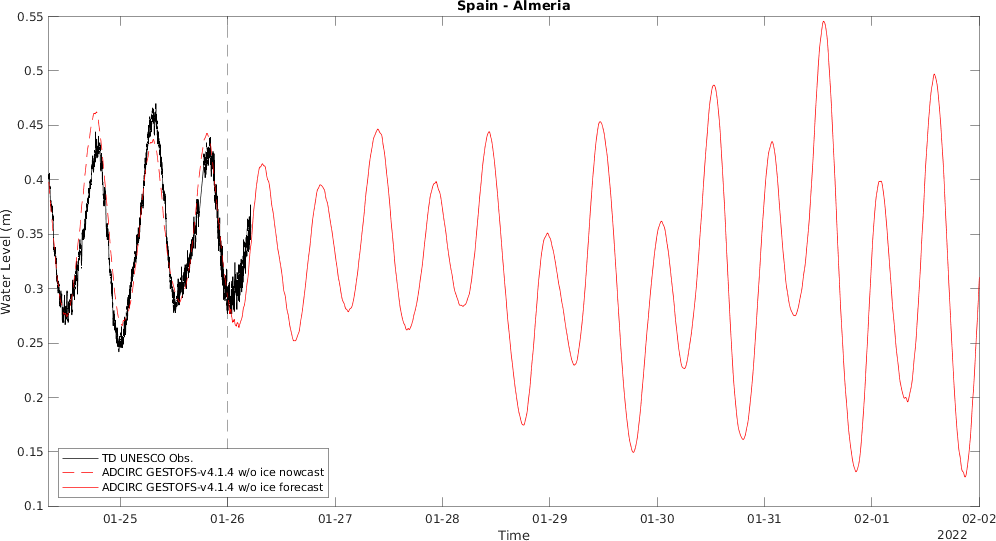 Spain - Almeria
0.55
0.5
0.45
0.4
0.35
0.3
0.25
0.2
0.15
0.1
Water Level (m)
TD UNESCO Obs.
ADCIRC GESTOFS-v4.1.4 w/o ice nowcast
ADCIRC GESTOFS-v4.1.4 w/o ice forecast
01-25 01-26 01-27 01-28 01-29 01-30 01-31 02-01 02-02
Time
2022